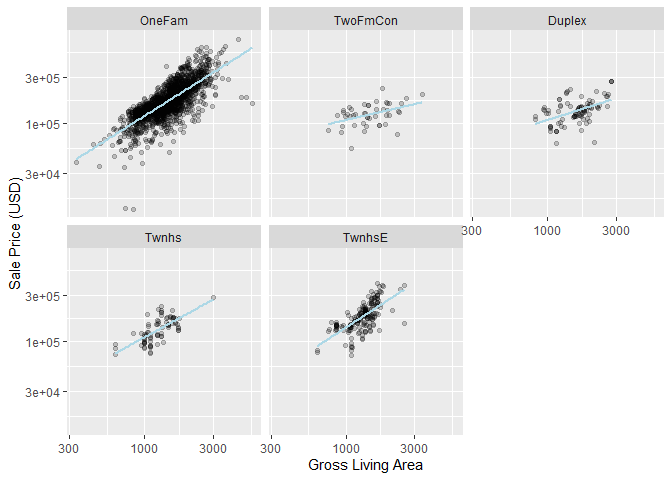 OneFam
TwoFmCon
Duplex
3e+05
1e+05
3e+04
300
1000
3000
Twnhs
TwnhsE
3e+05
1e+05
3e+04
300
1000
3000
300
1000
3000
Sale Price (USD)
Gross Living Area